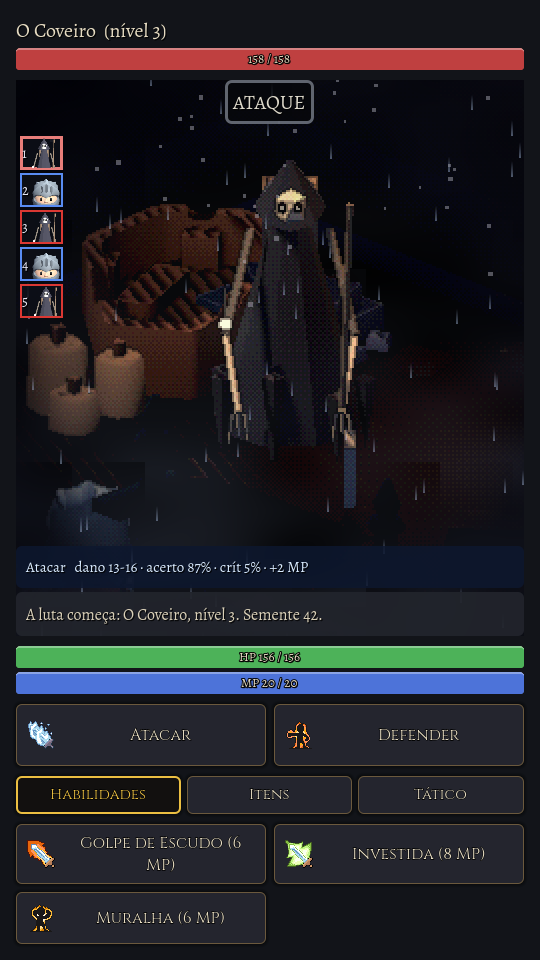 O Coveiro (nível 3)
158 / 158
ATAQUE
1
2
3
4
5
Atacar dano 13-16 · acerto 87% · crít 5% · +2 MP
A luta começa: O Coveiro, nível 3. Semente 42.
HP 156 / 156
MP 20 / 20
Atacar
Defender
Habilidades
Itens
Tático
Golpe de Escudo (6
MP)
Investida (8 MP)
Muralha (6 MP)